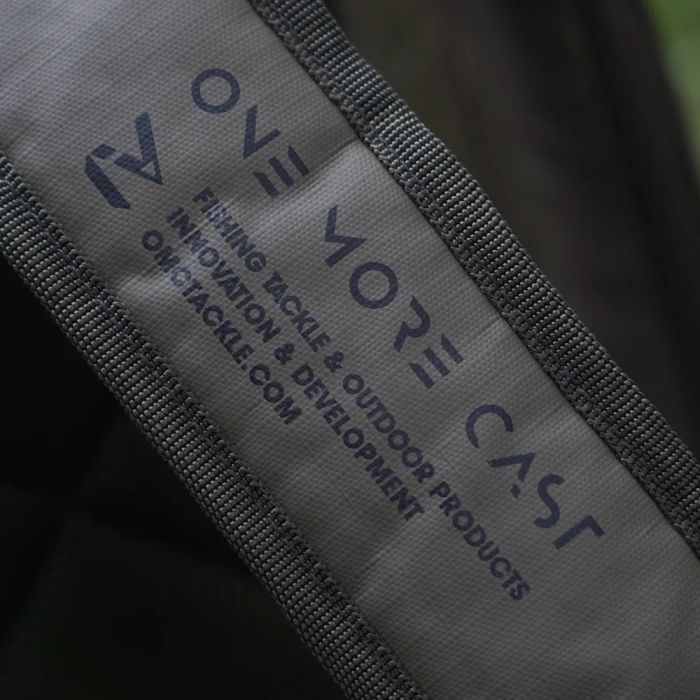 ONE MORE CAST
FISHING TACKLE & OUTDOOR PRODUCTS
INNOVATION & DEVELOPMENT
OMCTACKLE.COM